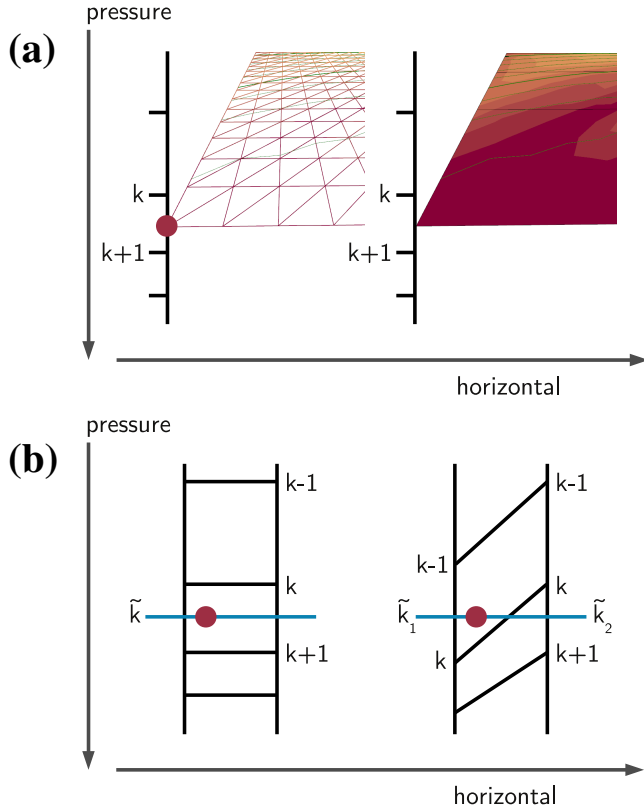 pressure
(a)
k
k+1
k
k+1
horizontal
pressure
(b)
k-1
k
k̃
k+1
k-1
k-1
k
k̃₁
k̃₂
k
k+1
horizontal